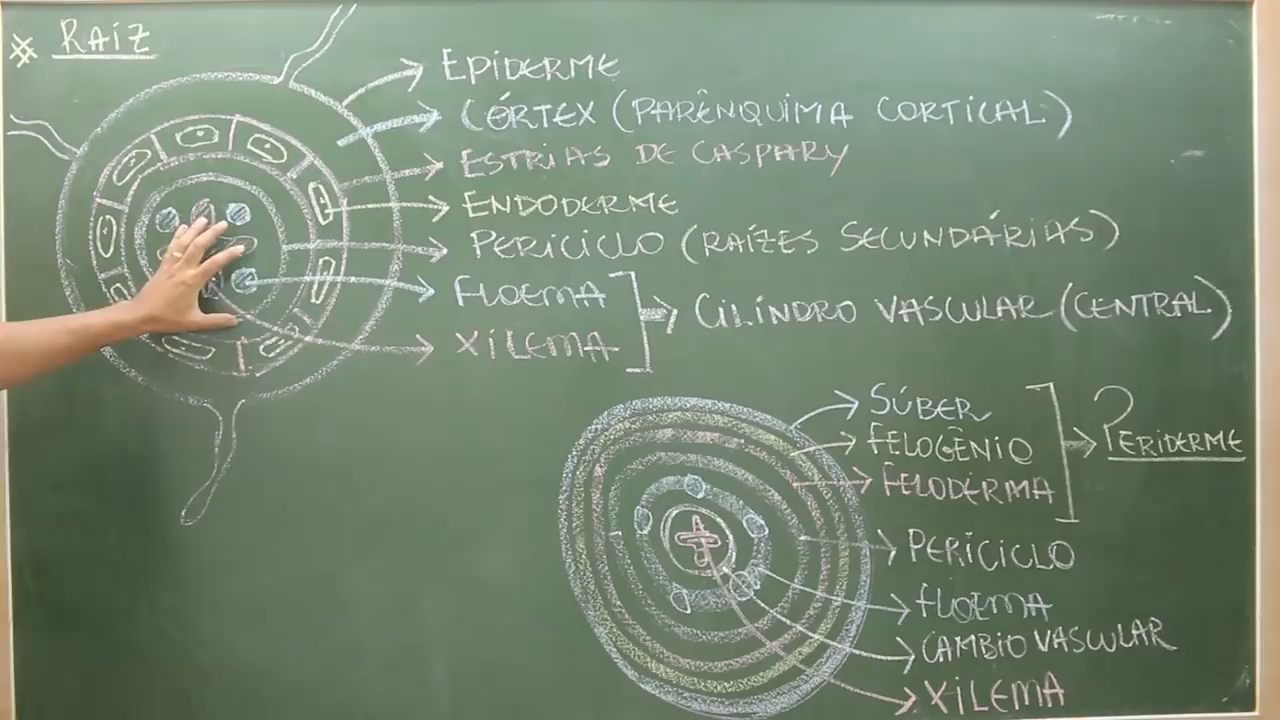 * RAIZ
EPIDERME
CÓRTEX (PARÊNQUIMA CORTICAL)
ESTRIAS DE CASPARY
ENDODERME
PERICICLO (RAÍZES SECUNDÁRIAS)
FLOEMA
XILEMA
CILINDRO VASCULAR (CENTRAL)
SÚBER
FELOGÊNIO
FELODERMA
PERIDERME
PERICICLO
FLOEMA
CAMBIO VASCULAR
XILEMA